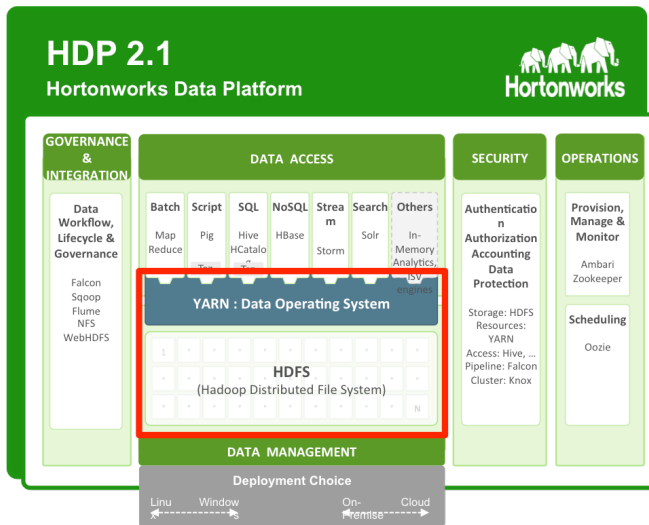 HDP 2.1
Hortonworks Data Platform
Hortonworks
GOVERNANCE
&
INTEGRATION
Data
Workflow,
Lifecycle &
Governance
Falcon
Sqoop
Flume
NFS
WebHDFS
DATA ACCESS
Batch
Map
Reduce
Script
Pig
SQL
Hive
HCatalo
NoSQL
HBase
Strea
m
Storm
Search
Solr
Others
In-
Memory
Analytics,
ISV
engines
YARN : Data Operating System
1
HDFS
(Hadoop Distributed File System)
N
DATA MANAGEMENT
Deployment Choice
Linu
x
Window
s
On-
Premise
Cloud
SECURITY
Authenticatio
n
Authorization
Accounting
Data
Protection
Storage: HDFS
Resources:
YARN
Access: Hive, …
Pipeline: Falcon
Cluster: Knox
OPERATIONS
Provision,
Manage &
Monitor
Ambari
Zookeeper
Scheduling
Oozie